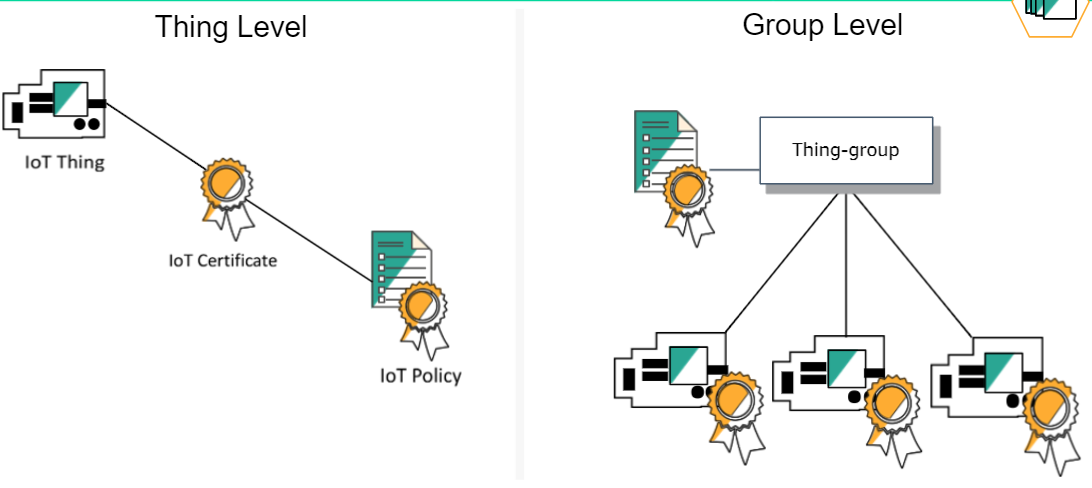 Thing Level
IoT Thing
IoT Certificate
IoT Policy
Group Level
Thing-group